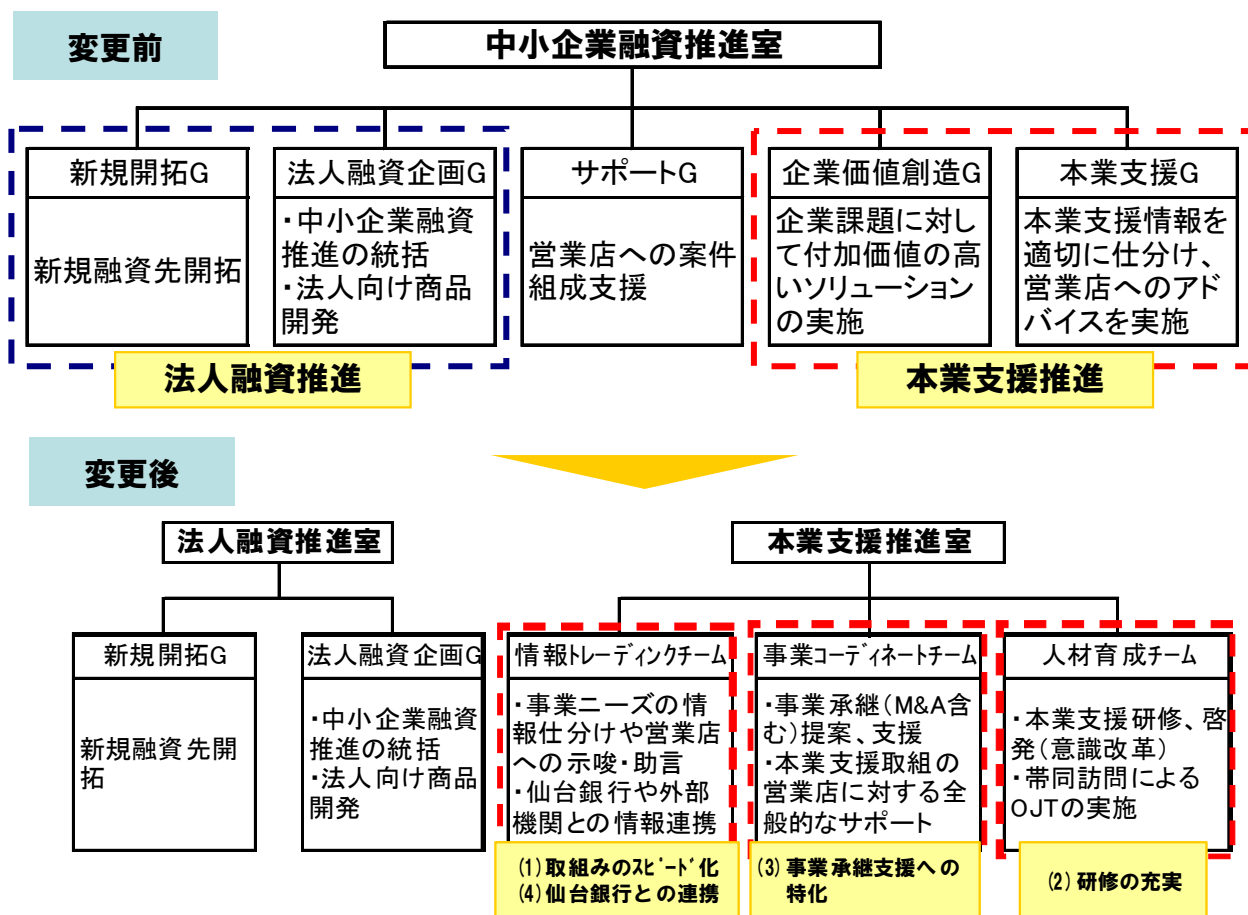 変更前
中小企業融資推進室
新規開拓G
新規融資先開拓
法人融資企画G
・中小企業融資
推進の統括
・法人向け商品
開発
サポートG
営業店への案件
組成支援
企業価値創造G
企業課題に対し
て付加価値の高
いソリューション
の実施
本業支援G
本業支援情報を
適切に仕分け、
営業店へのアド
バイスを実施
法人融資推進
本業支援推進
変更後
法人融資推進室
本業支援推進室
新規開拓G
新規融資先開
拓
法人融資企画G
・中小企業融資
推進の統括
・法人向け商品
開発
情報トレーディングチーム
・事業ニーズの情
報仕分けや営業店
への示唆・助言
・仙台銀行や外部
機関との情報連携
(1)取組みのスピード化
(4)仙台銀行との連携
事業コーディネートチーム
・事業承継(M&A含
む)提案、支援
・本業支援取組の
営業店に対する全
般的なサポート
(3)事業承継支援への
特化
人材育成チーム
・本業支援研修、啓
発(意識改革)
・帯同訪問による
OJTの実施
(2)研修の充実